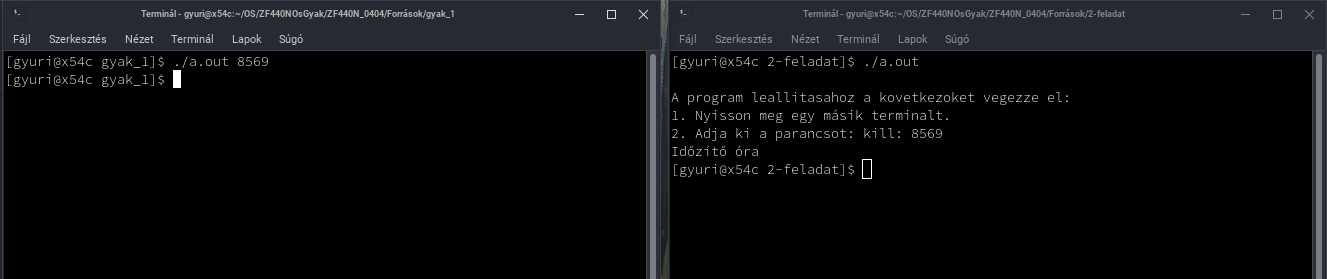 Terminál - gyuri@x54c:~/OS/ZF440NOsGyak/ZF440N_0404/Források/gyak_1
Fájl Szerkesztés Nézet Terminál Lapok Súgó
[gyuri@x54c gyak_1]$ ./a.out 8569
[gyuri@x54c gyak_1]$
Terminál - gyuri@x54c:~/OS/ZF440NOsGyak/ZF440N_0404/Források/2-feladat
Fájl Szerkesztés Nézet Terminál Lapok Súgó
[gyuri@x54c 2-feladat]$ ./a.out
A program leallitasahoz a kovetkezoket vegezze el:
1. Nyisson meg egy másik terminalt.
2. Adja ki a parancsot: kill: 8569
Időzítő óra
[gyuri@x54c 2-feladat]$